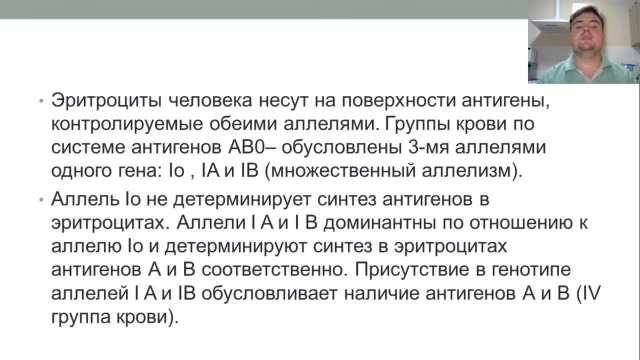 • Эритроциты человека несут на поверхности антигены,
контролируемые обеими аллелями. Группы крови по
системе антигенов АВ0– обусловлены 3-мя аллелями
одного гена: Io , IA и IB (множественный аллелизм).
• Аллель Io не детерминирует синтез антигенов в
эритроцитах. Аллели I A и I B доминантны по отношению к
аллелю Io и детерминируют синтез в эритроцитах
антигенов А и В соответственно. Присутствие в генотипе
аллелей I A и IB обусловливает наличие антигенов А и В (IV
группа крови).